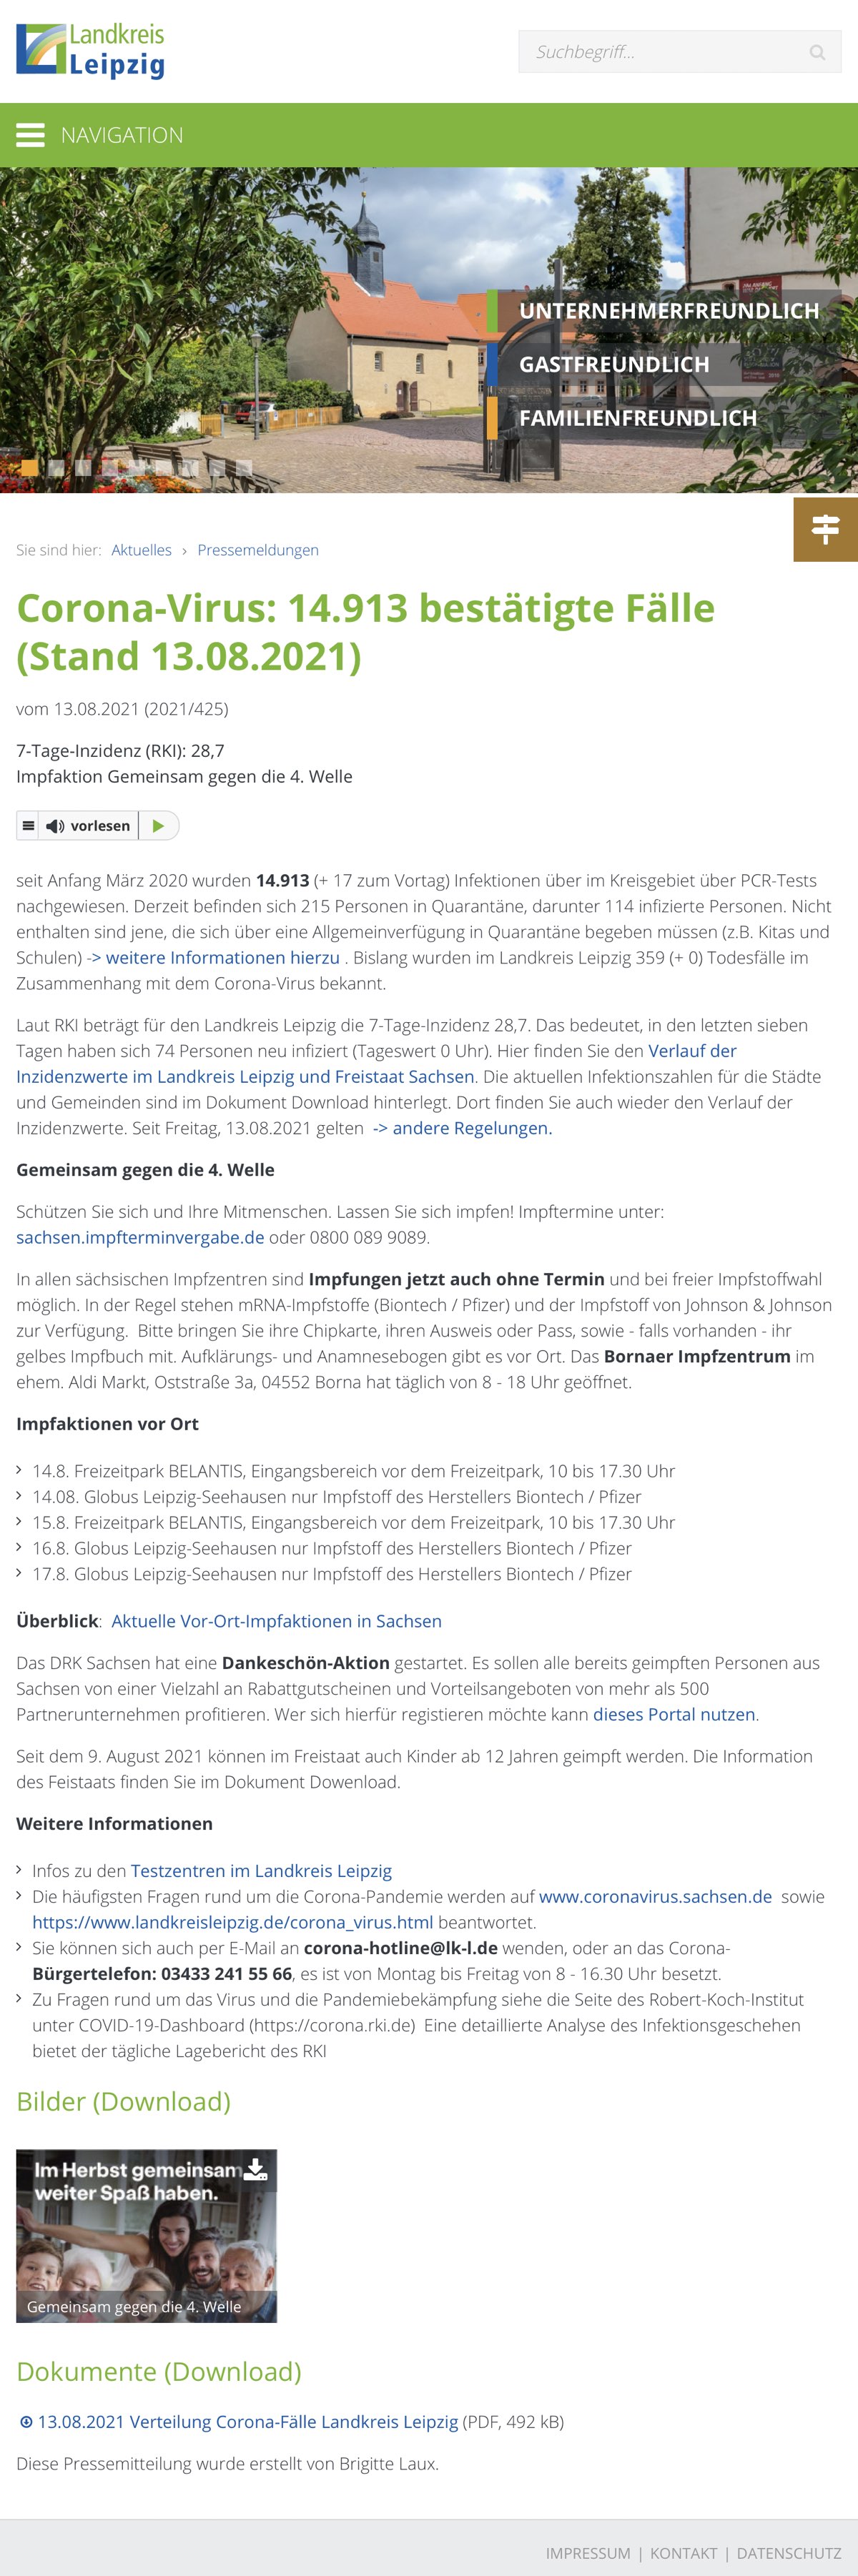 Landkreis
Leipzig
Suchbegriff...
NAVIGATION
UNTERNEHMERFREUNDLICH
GASTFREUNDLICH
FAMILIENFREUNDLICH
Sie sind hier: Aktuelles › Pressemeldungen
Corona-Virus: 14.913 bestätigte Fälle
(Stand 13.08.2021)
vom 13.08.2021 (2021/425)
7-Tage-Inzidenz (RKI): 28,7
Impfaktion Gemeinsam gegen die 4. Welle
vorlesen
seit Anfang März 2020 wurden 14.913 (+ 17 zum Vortag) Infektionen über im Kreisgebiet über PCR-Tests
nachgewiesen. Derzeit befinden sich 215 Personen in Quarantäne, darunter 114 infizierte Personen. Nicht
enthalten sind jene, die sich über eine Allgemeinverfügung in Quarantäne begeben müssen (z.B. Kitas und
Schulen) -> weitere Informationen hierzu . Bislang wurden im Landkreis Leipzig 359 (+ 0) Todesfälle im
Zusammenhang mit dem Corona-Virus bekannt.
Laut RKI beträgt für den Landkreis Leipzig die 7-Tage-Inzidenz 28,7. Das bedeutet, in den letzten sieben
Tagen haben sich 74 Personen neu infiziert (Tageswert 0 Uhr). Hier finden Sie den Verlauf der
Inzidenzwerte im Landkreis Leipzig und Freistaat Sachsen. Die aktuellen Infektionszahlen für die Städte
und Gemeinden sind im Dokument Download hinterlegt. Dort finden Sie auch wieder den Verlauf der
Inzidenzwerte. Seit Freitag, 13.08.2021 gelten -> andere Regelungen.
Gemeinsam gegen die 4. Welle
Schützen Sie sich und Ihre Mitmenschen. Lassen Sie sich impfen! Impftermine unter:
sachsen.impfterminvergabe.de oder 0800 089 9089.
In allen sächsischen Impfzentren sind Impfungen jetzt auch ohne Termin und bei freier Impfstoffwahl
möglich. In der Regel stehen mRNA-Impfstoffe (Biontech / Pfizer) und der Impfstoff von Johnson & Johnson
zur Verfügung. Bitte bringen Sie ihre Chipkarte, ihren Ausweis oder Pass, sowie - falls vorhanden - ihr
gelbes Impfbuch mit. Aufklärungs- und Anamnesebogen gibt es vor Ort. Das Bornaer Impfzentrum im
ehem. Aldi Markt, Oststraße 3a, 04552 Borna hat täglich von 8 - 18 Uhr geöffnet.
Impfaktionen vor Ort
› 14.8. Freizeitpark BELANTIS, Eingangsbereich vor dem Freizeitpark, 10 bis 17.30 Uhr
› 14.08. Globus Leipzig-Seehausen nur Impfstoff des Herstellers Biontech / Pfizer
› 15.8. Freizeitpark BELANTIS, Eingangsbereich vor dem Freizeitpark, 10 bis 17.30 Uhr
› 16.8. Globus Leipzig-Seehausen nur Impfstoff des Herstellers Biontech / Pfizer
› 17.8. Globus Leipzig-Seehausen nur Impfstoff des Herstellers Biontech / Pfizer
Überblick: Aktuelle Vor-Ort-Impfaktionen in Sachsen
Das DRK Sachsen hat eine Dankeschön-Aktion gestartet. Es sollen alle bereits geimpften Personen aus
Sachsen von einer Vielzahl an Rabattgutscheinen und Vorteilsangeboten von mehr als 500
Partnerunternehmen profitieren. Wer sich hierfür registieren möchte kann dieses Portal nutzen.
Seit dem 9. August 2021 können im Freistaat auch Kinder ab 12 Jahren geimpft werden. Die Information
des Feistaats finden Sie im Dokument Dowenload.
Weitere Informationen
› Infos zu den Testzentren im Landkreis Leipzig
› Die häufigsten Fragen rund um die Corona-Pandemie werden auf www.coronavirus.sachsen.de sowie
https://www.landkreisleipzig.de/corona_virus.html beantwortet.
› Sie können sich auch per E-Mail an corona-hotline@lk-l.de wenden, oder an das Corona-
Bürgertelefon: 03433 241 55 66, es ist von Montag bis Freitag von 8 - 16.30 Uhr besetzt.
› Zu Fragen rund um das Virus und die Pandemiebekämpfung siehe die Seite des Robert-Koch-Institut
unter COVID-19-Dashboard (https://corona.rki.de) Eine detaillierte Analyse des Infektionsgeschehen
bietet der tägliche Lagebericht des RKI
Bilder (Download)
Im Herbst gemeinsam
weiter Spaß haben.
Gemeinsam gegen die 4. Welle
Dokumente (Download)
13.08.2021 Verteilung Corona-Fälle Landkreis Leipzig (PDF, 492 kB)
Diese Pressemitteilung wurde erstellt von Brigitte Laux.
IMPRESSUM | KONTAKT | DATENSCHUTZ